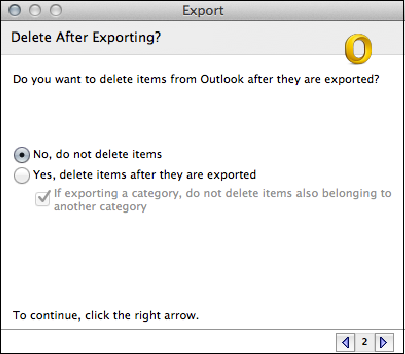 Export
Delete After Exporting?
Do you want to delete items from Outlook after they are exported?
No, do not delete items
Yes, delete items after they are exported
If exporting a category, do not delete items also belonging to
another category
To continue, click the right arrow.
2